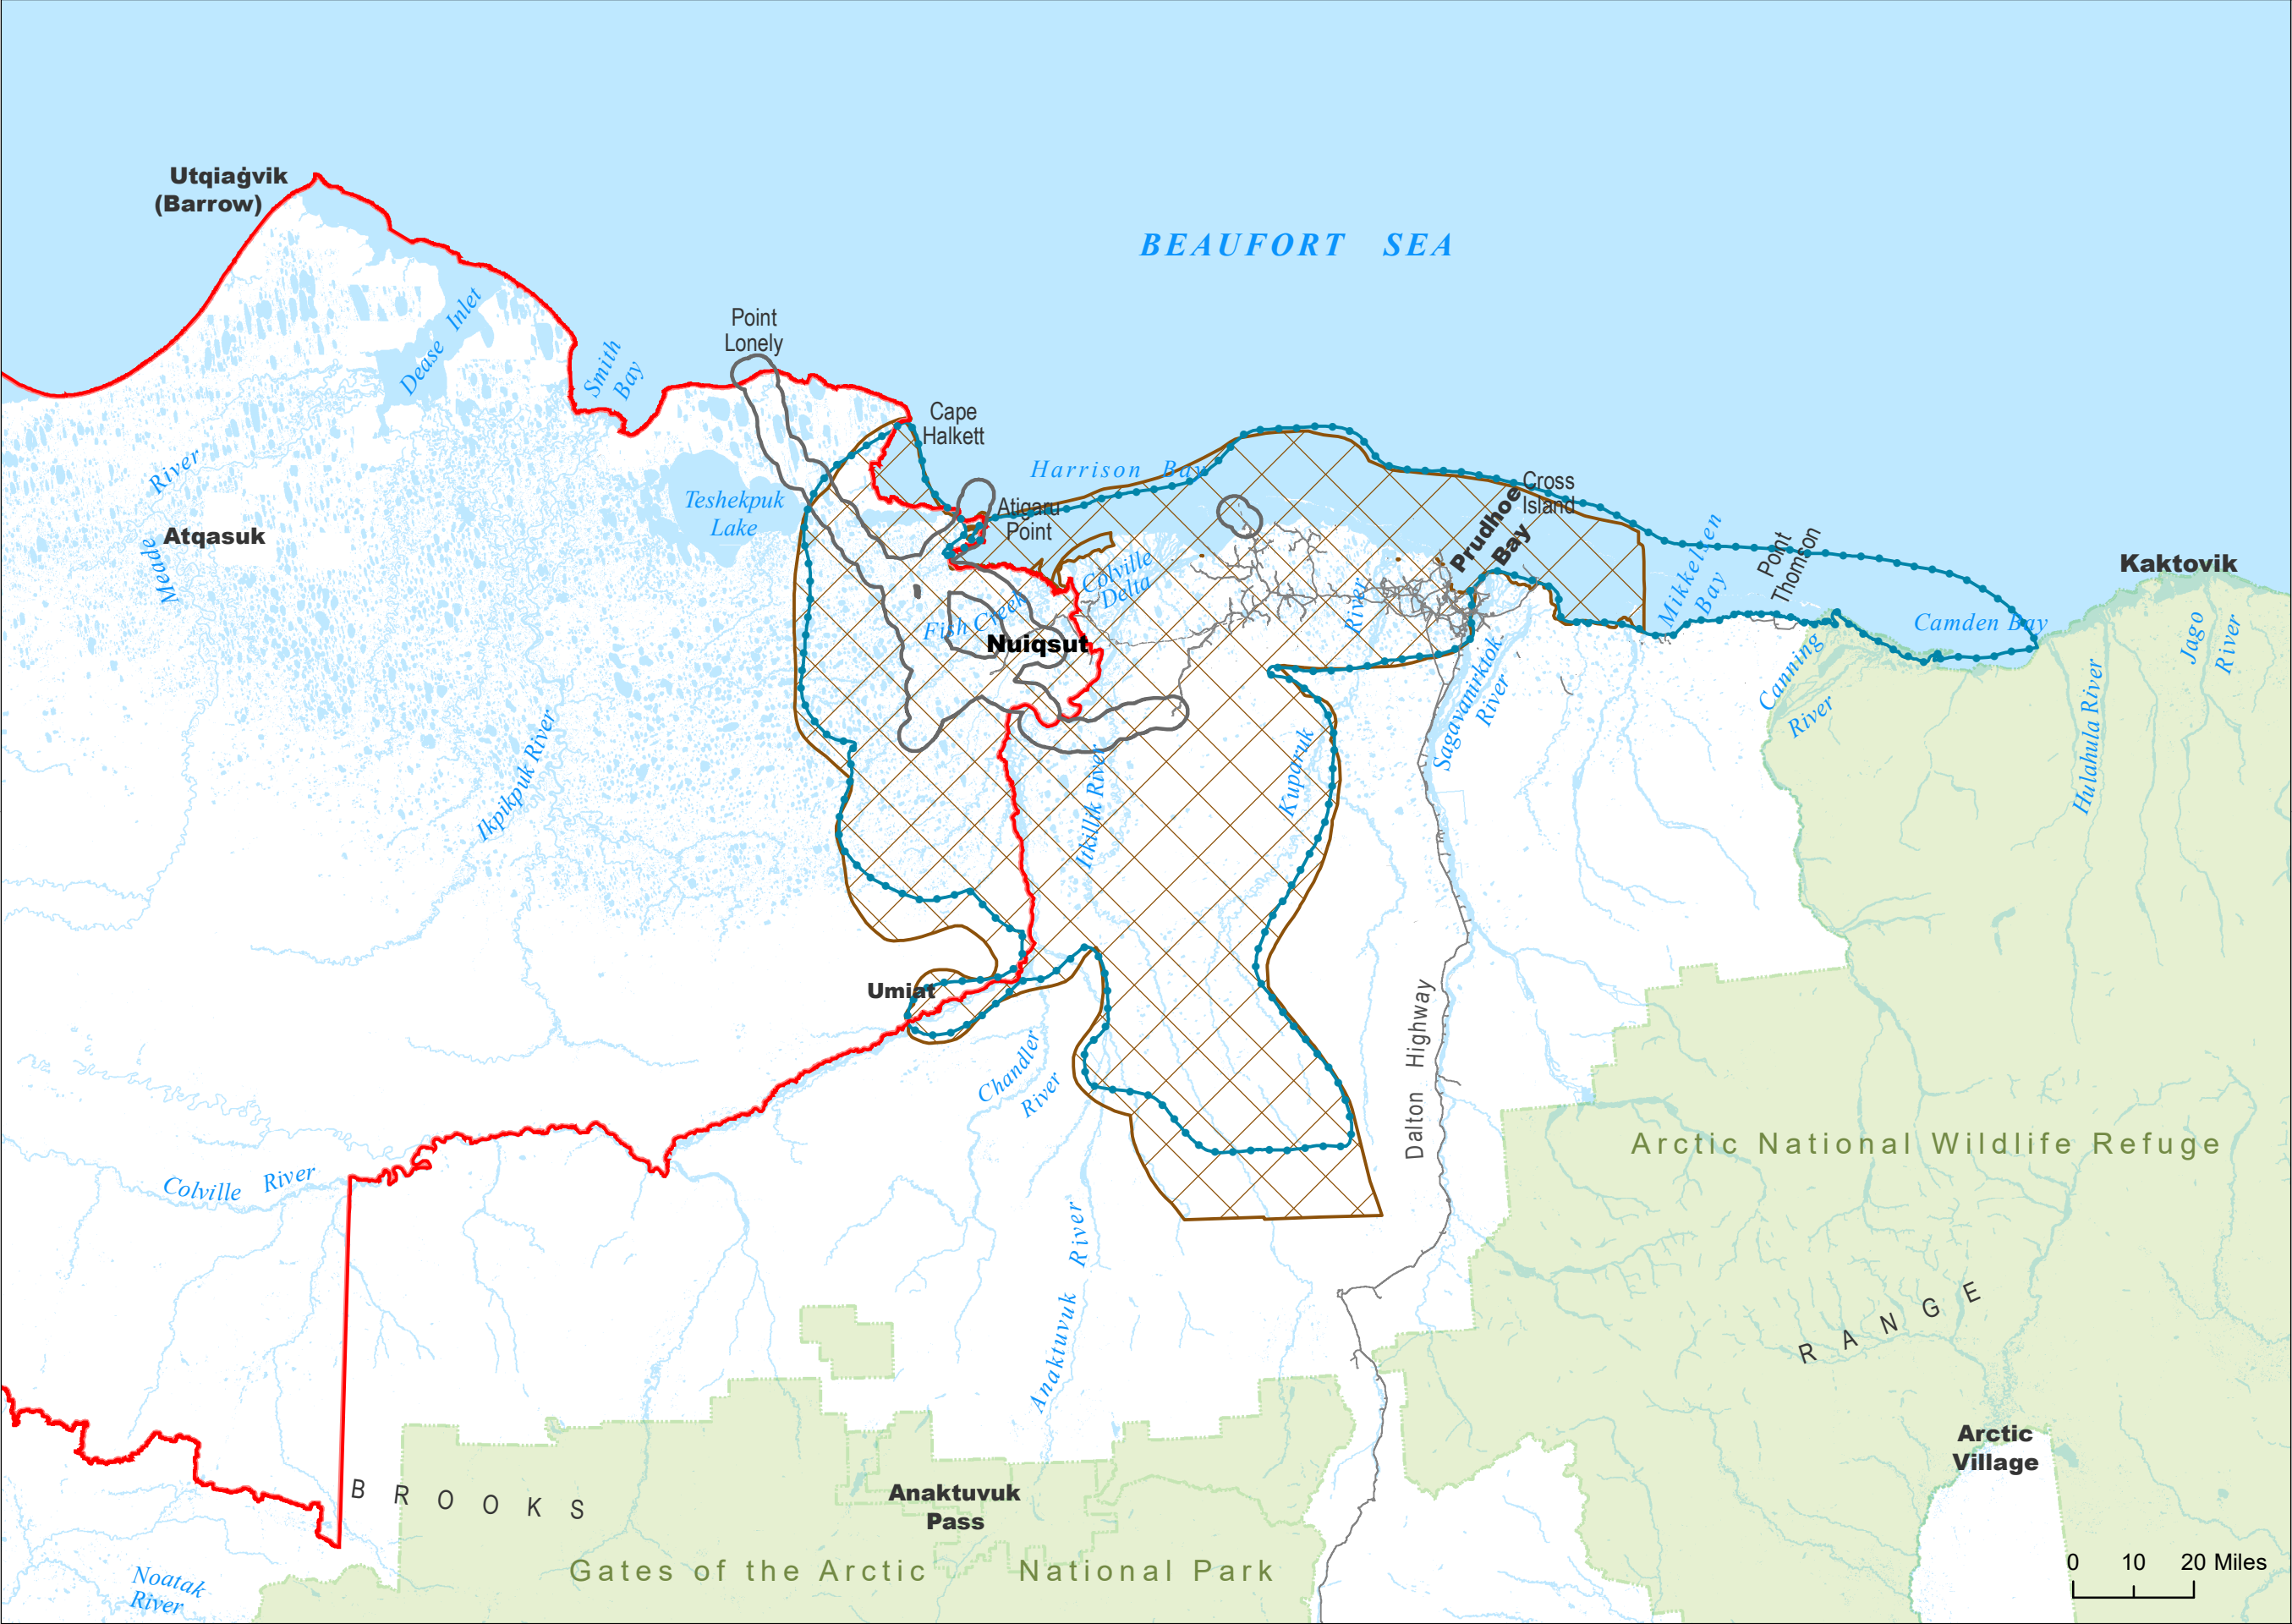 Utqiaġvik
(Barrow)
BEAUFORT SEA
Dease Inlet
Smith
Bay
Point
Lonely
Cape
Halkett
Harrison Bay
Teshekpuk
Lake
Atigaru
Point
Cross
Island
Prudhoe
Bay
Mikkelsen
Bay
Point
Thomson
Kaktovik
Camden Bay
Meade River
Atqasuk
Colville
Delta
Fish Creek
Nuiqsut
Kuparuk River
Sagavanirktok
River
Canning
River
Hulahula River
Jago
River
Ikpikpuk River
Itkillik River
Umiat
Chandler
River
Dalton Highway
Arctic National Wildlife Refuge
Colville River
Anaktuvuk River
BROOKS RANGE
Arctic
Village
Anaktuvuk
Pass
Gates of the Arctic National Park
Noatak
River
0 10 20 Miles